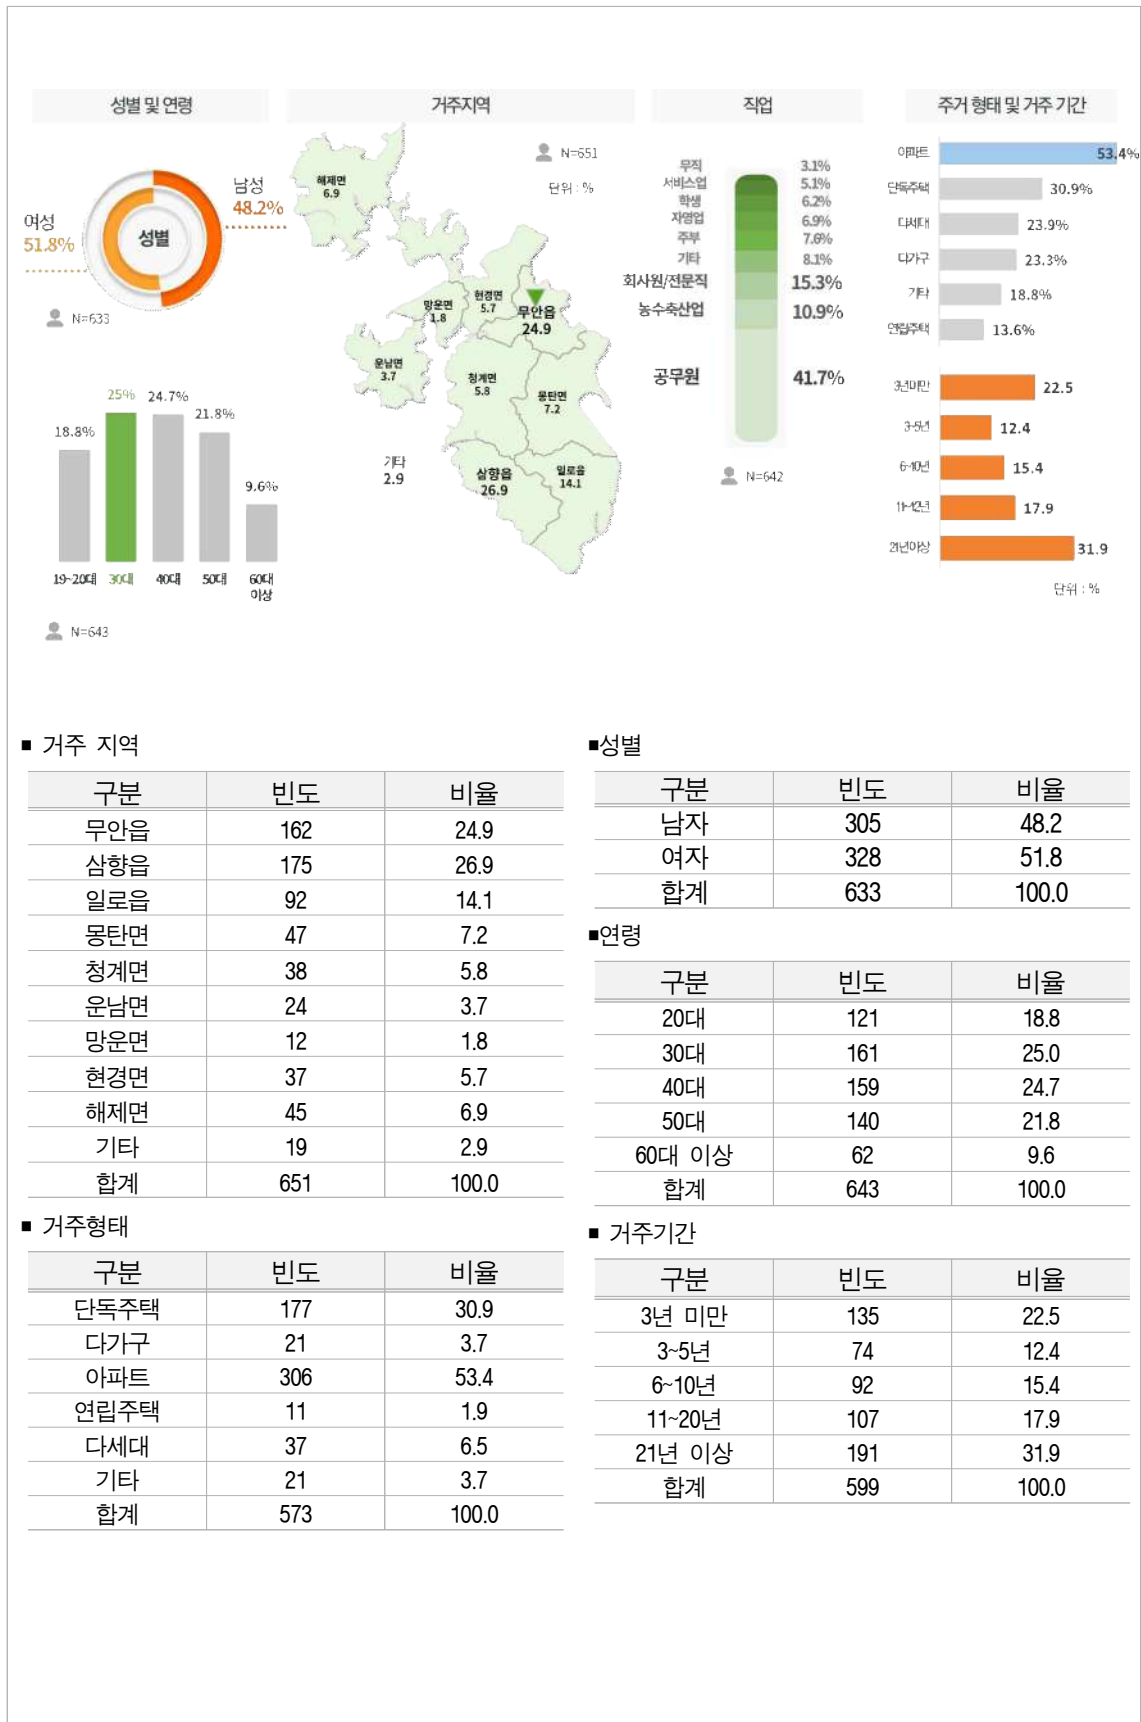 성별 및 연령
거주지역
직업
주거 형태 및 거주 기간
남성
48.2%
여성
51.8%
성별
N=633
25%
24.7%
21.8%
18.8%
9.6%
19~20대
30대
40대
50대
60대
이상
N=643
N=651
단위 : %
해제면
6.9
현경면
5.7
망운면
1.8
무안읍
24.9
운남면
3.7
청계면
5.8
몽탄면
7.2
기타
2.9
삼향읍
26.9
일로읍
14.1
무직 3.1%
서비스업 5.1%
학생 6.2%
자영업 6.9%
주부 7.6%
기타 8.1%
회사원/전문직 15.3%
농수축산업 10.9%
공무원 41.7%
N=642
아파트 53.4%
단독주택 30.9%
다세대 23.9%
다가구 23.3%
기타 18.8%
연립주택 13.6%
3년미만 22.5
3~5년 12.4
6~10년 15.4
11~12년 17.9
21년이상 31.9
단위 : %
■ 거주 지역
구분 빈도 비율
무안읍 162 24.9
삼향읍 175 26.9
일로읍 92 14.1
몽탄면 47 7.2
청계면 38 5.8
운남면 24 3.7
망운면 12 1.8
현경면 37 5.7
해제면 45 6.9
기타 19 2.9
합계 651 100.0
■ 거주형태
구분 빈도 비율
단독주택 177 30.9
다가구 21 3.7
아파트 306 53.4
연립주택 11 1.9
다세대 37 6.5
기타 21 3.7
합계 573 100.0
■성별
구분 빈도 비율
남자 305 48.2
여자 328 51.8
합계 633 100.0
■연령
구분 빈도 비율
20대 121 18.8
30대 161 25.0
40대 159 24.7
50대 140 21.8
60대 이상 62 9.6
합계 643 100.0
■ 거주기간
구분 빈도 비율
3년 미만 135 22.5
3~5년 74 12.4
6~10년 92 15.4
11~20년 107 17.9
21년 이상 191 31.9
합계 599 100.0